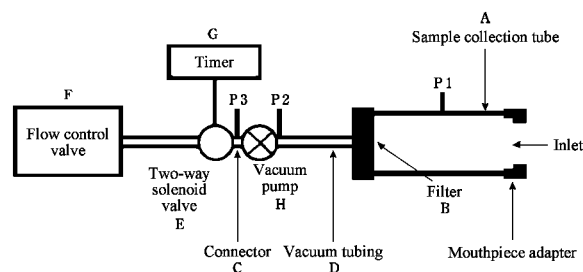 A
Sample collection tube
G
Timer
P 1
F
P 3
P 2
Flow control
valve
Inlet
Two-way
solenoid
valve
E
Vacuum
pump
H
Filter
B
Connector
C
Vacuum tubing
D
Mouthpiece adapter